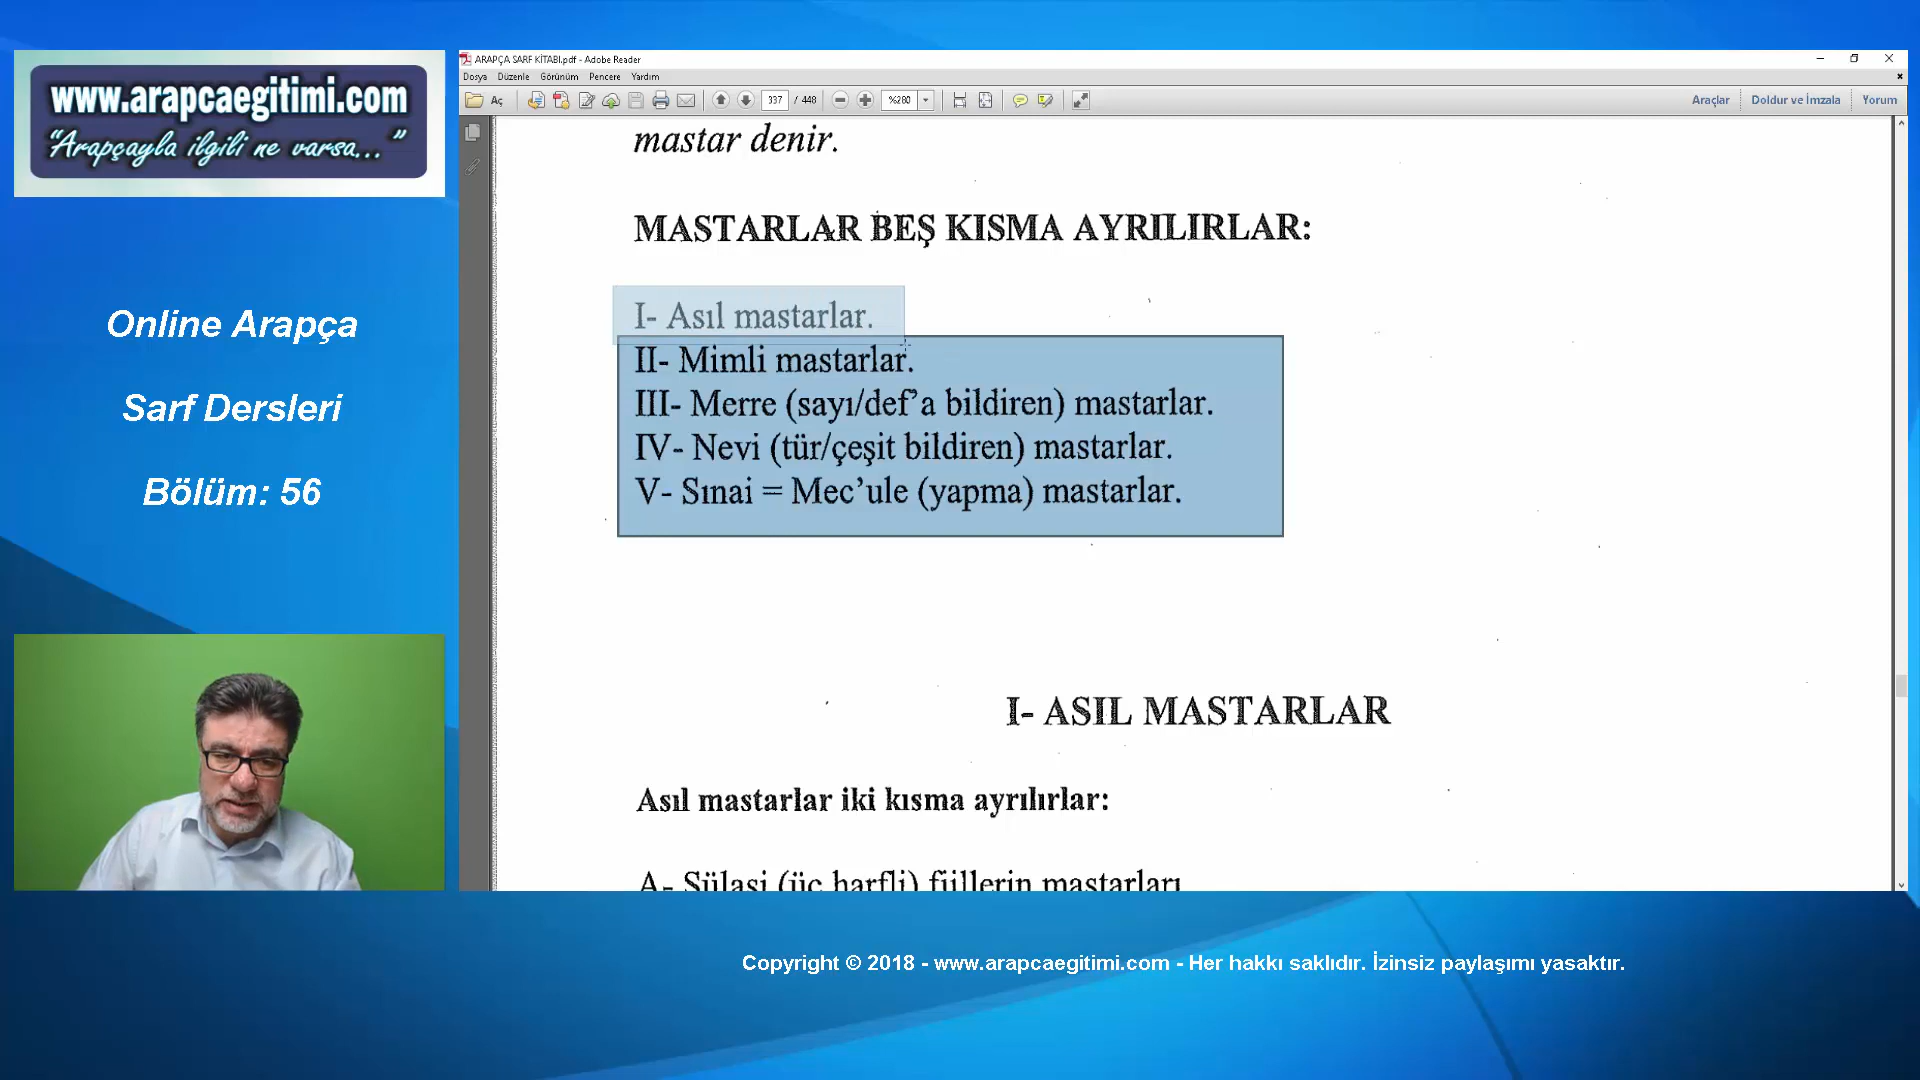 www.arapcaegitimi.com
"Arapçayla ilgili ne varsa..."
Online Arapça
Sarf Dersleri
Bölüm: 56
ARAPÇA SARF KİTABI.pdf - Adobe Reader
Dosya Düzenle Görünüm Pencere Yardım
Aç 337 / 448 %280 Araçlar Doldur ve İmzala Yorum
mastar denir.
MASTARLAR BEŞ KISMA AYRILIRLAR:
I- Asıl mastarlar.
II- Mimli mastarlar.
III- Merre (sayı/def'a bildiren) mastarlar.
IV- Nevi (tür/çeşit bildiren) mastarlar.
V- Sınai = Mec'ule (yapma) mastarlar.
I- ASIL MASTARLAR
Asıl mastarlar iki kısma ayrılırlar:
A- Sülasi (üç harfli) fiillerin mastarları
Copyright © 2018 - www.arapcaegitimi.com - Her hakkı saklıdır. İzinsiz paylaşımı yasaktır.